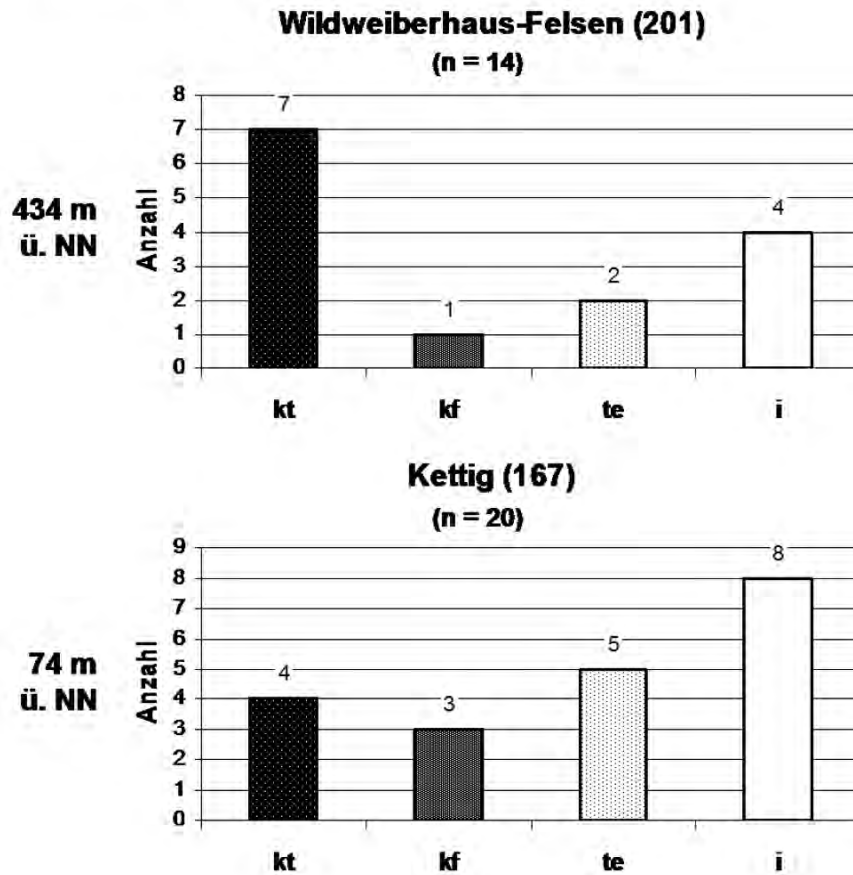 Wildweiberhaus-Felsen (201)
(n = 14)
434 m
ü. NN
Anzahl
8
7
6
5
4
3
2
1
0
7
1
2
4
kt
kf
te
i
Kettig (167)
(n = 20)
74 m
ü. NN
Anzahl
9
8
7
6
5
4
3
2
1
0
4
3
5
8
kt
kf
te
i